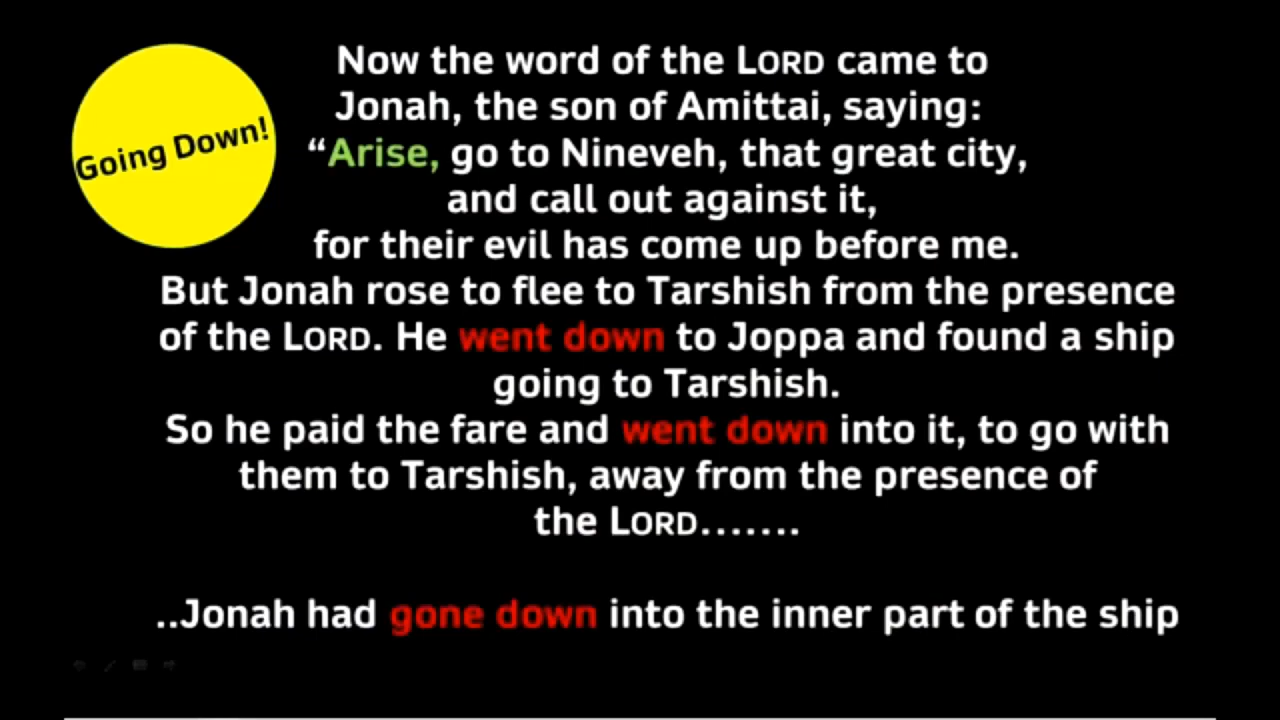 Going Down!
Now the word of the LORD came to
Jonah, the son of Amittai, saying:
“Arise, go to Nineveh, that great city,
and call out against it,
for their evil has come up before me.
But Jonah rose to flee to Tarshish from the presence
of the LORD. He went down to Joppa and found a ship
going to Tarshish.
So he paid the fare and went down into it, to go with
them to Tarshish, away from the presence of
the LORD.......
..Jonah had gone down into the inner part of the ship